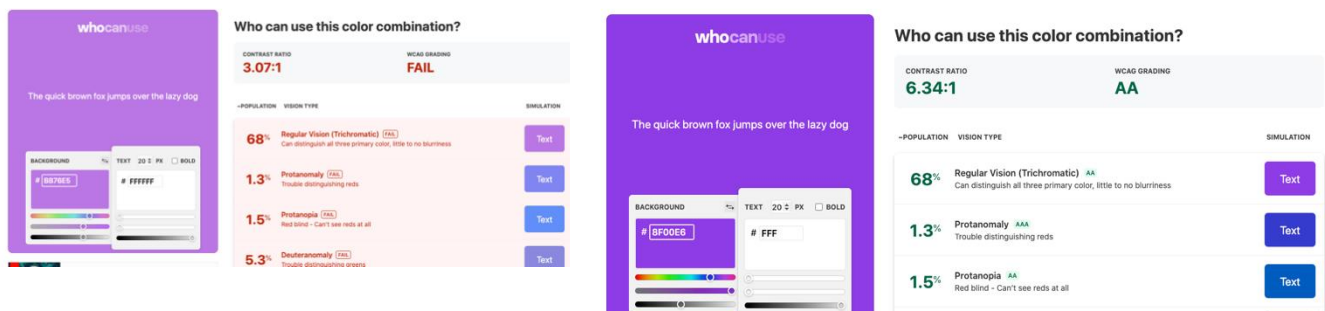 whocanuse
The quick brown fox jumps over the lazy dog
BACKGROUND
TEXT 20 PX BOLD
# BB78E5
# FFFFFF
Who can use this color combination?
CONTRAST RATIO
WCAG GRADING
3.07:1
FAIL
~POPULATION VISION TYPE SIMULATION
68% Regular Vision (Trichromatic) FAIL
Can distinguish all three primary color, little to no blurriness
Text
1.3% Protanomaly FAIL
Trouble distinguishing reds
Text
1.5% Protanopia FAIL
Red blind - Can't see reds at all
Text
5.3% Deuteranomaly FAIL
Trouble distinguishing greens
Text
whocanuse
The quick brown fox jumps over the lazy dog
BACKGROUND
TEXT 20 PX BOLD
# 8F00E6
# FFF
Who can use this color combination?
CONTRAST RATIO
WCAG GRADING
6.34:1
AA
~POPULATION VISION TYPE SIMULATION
68% Regular Vision (Trichromatic) AA
Can distinguish all three primary color, little to no blurriness
Text
1.3% Protanomaly AAA
Trouble distinguishing reds
Text
1.5% Protanopia AA
Red blind - Can't see reds at all
Text